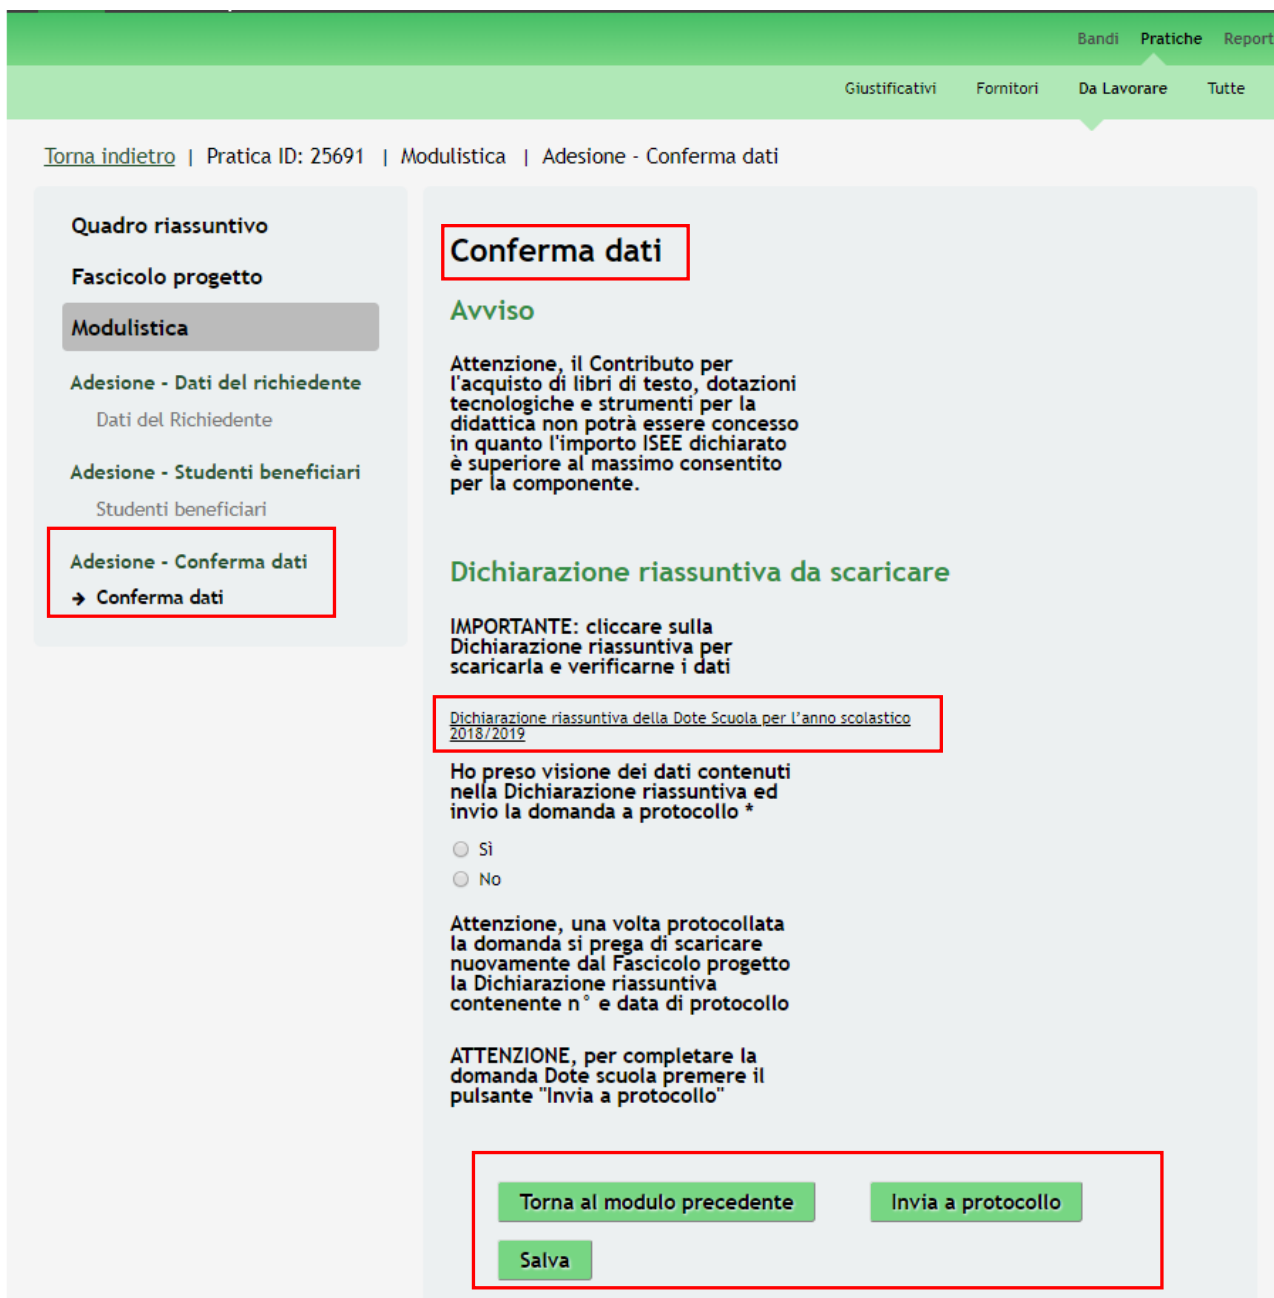 Bandi Pratiche Report
Giustificativi Fornitori Da Lavorare Tutte
Torna indietro | Pratica ID: 25691 | Modulistica | Adesione - Conferma dati
Quadro riassuntivo
Fascicolo progetto
Modulistica
Adesione - Dati del richiedente
Dati del Richiedente
Adesione - Studenti beneficiari
Studenti beneficiari
Adesione - Conferma dati
➔ Conferma dati
Conferma dati
Avviso
Attenzione, il Contributo per
l'acquisto di libri di testo, dotazioni
tecnologiche e strumenti per la
didattica non potrà essere concesso
in quanto l'importo ISEE dichiarato
è superiore al massimo consentito
per la componente.
Dichiarazione riassuntiva da scaricare
IMPORTANTE: cliccare sulla
Dichiarazione riassuntiva per
scaricarla e verificarne i dati
Dichiarazione riassuntiva della Dote Scuola per l’anno scolastico
2018/2019
Ho preso visione dei dati contenuti
nella Dichiarazione riassuntiva ed
invio la domanda a protocollo *
Sì
No
Attenzione, una volta protocollata
la domanda si prega di scaricare
nuovamente dal Fascicolo progetto
la Dichiarazione riassuntiva
contenente n° e data di protocollo
ATTENZIONE, per completare la
domanda Dote scuola premere il
pulsante "Invia a protocollo"
Torna al modulo precedente Invia a protocollo
Salva